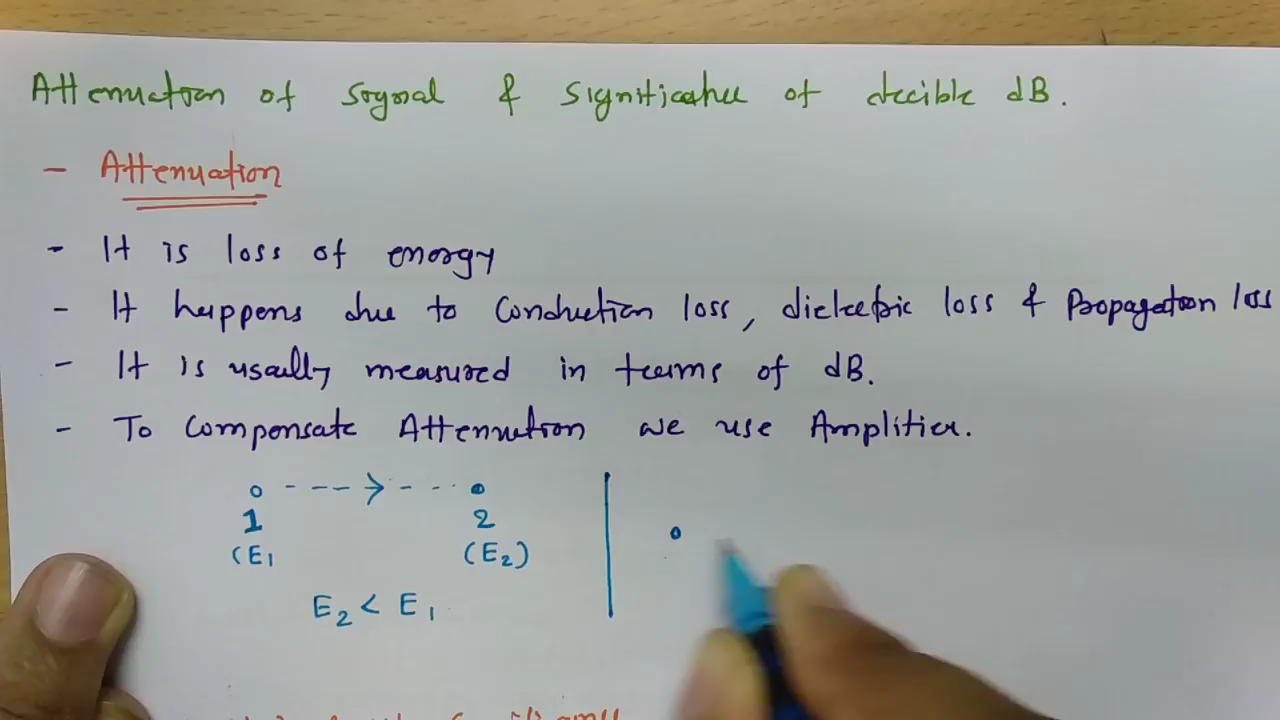 Attenuation of signal & significance of decible dB.
- Attenuation
- It is loss of energy
- It happens due to Conduction loss, dielectric loss & Propagation loss
- It is usually measured in terms of dB.
- To Compensate Attenuation we use Amplifier.
1 2
(E1 (E2)
E2 < E1